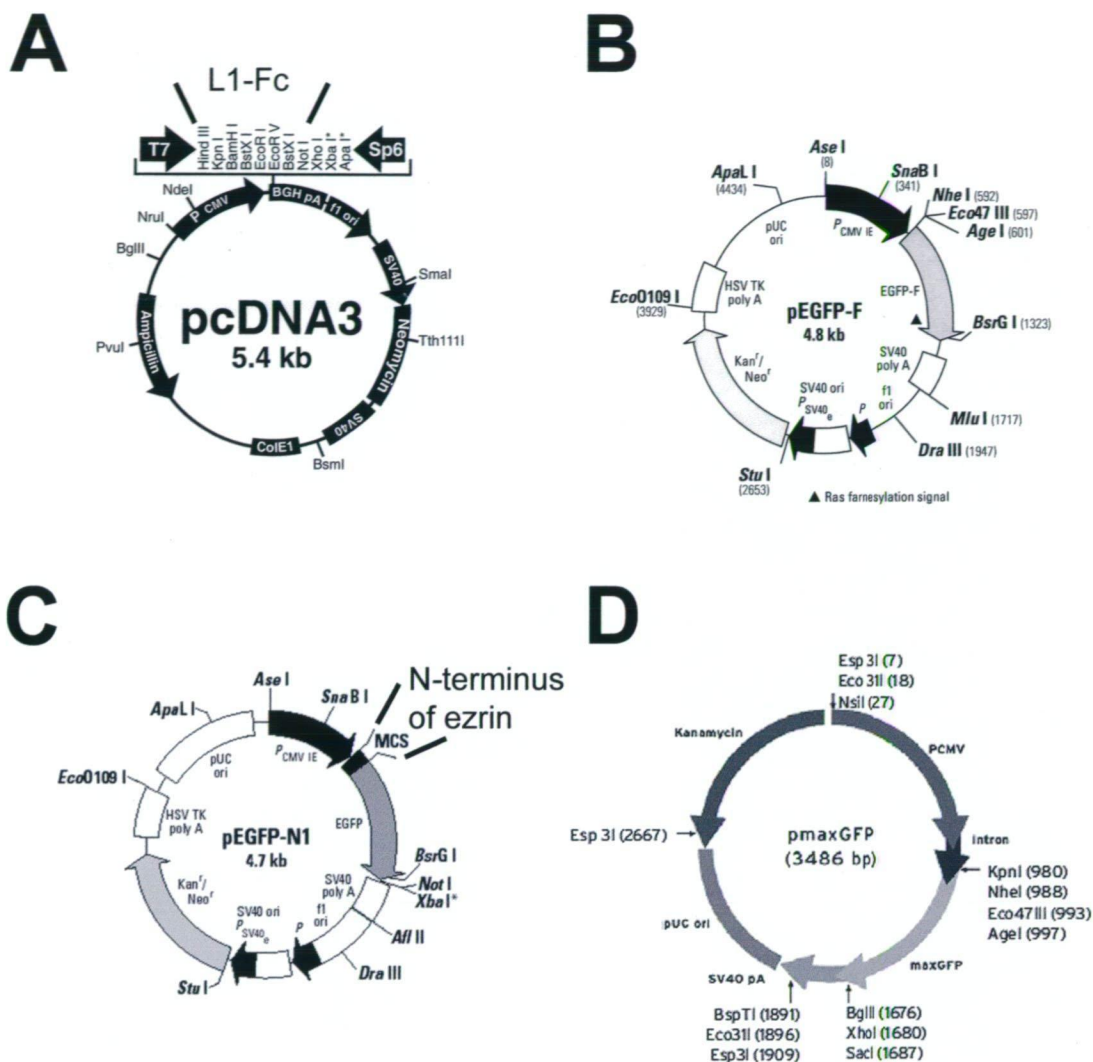 A
L1-Fc
T7
Hind III
Kpn I
BamH I
BstX I
EcoR I
EcoR V
BstX I
Not I
Xho I
Xba I*
Apa I*
Sp6
NdeI
NruI
BglII
PvuI
P CMV
BGH pA
f1 ori
SV40
SmaI
Neomycin
Tth111I
SV40
BsmI
ColE1
Ampicillin
pcDNA3
5.4 kb
B
Ase I
(8)
SnaB I
(341)
Nhe I (592)
Eco47 III (597)
Age I (601)
ApaL I
(4434)
pUC
ori
P CMV IE
HSV TK
poly A
EcoO109 I
(3929)
pEGFP-F
4.8 kb
EGFP-F
▲
BsrG I (1323)
SV40
poly A
Kanr/
Neor
SV40 ori
P SV40e
P
f1
ori
Mlu I
(1717)
Dra III (1947)
Stu I
(2653)
▲ Ras farnesylation signal
C
N-terminus
of ezrin
Ase I
SnaB I
MCS
ApaL I
pUC
ori
P CMV IE
EcoO109 I
HSV TK
poly A
pEGFP-N1
4.7 kb
EGFP
BsrG I
Not I
Xba I*
SV40
poly A
Kanr/
Neor
SV40 ori
P SV40e
P
f1
ori
Afl II
Dra III
Stu I
D
Esp 3I (7)
Eco 31I (18)
NsiI (27)
Kanamycin
PCMV
Esp 3I (2667)
pmaxGFP
(3486 bp)
Intron
KpnI (980)
NheI (988)
Eco47III (993)
AgeI (997)
pUC ori
maxGFP
SV40 pA
BspTI (1891)
Eco31I (1896)
Esp3I (1909)
BglII (1676)
XhoI (1680)
SacI (1687)